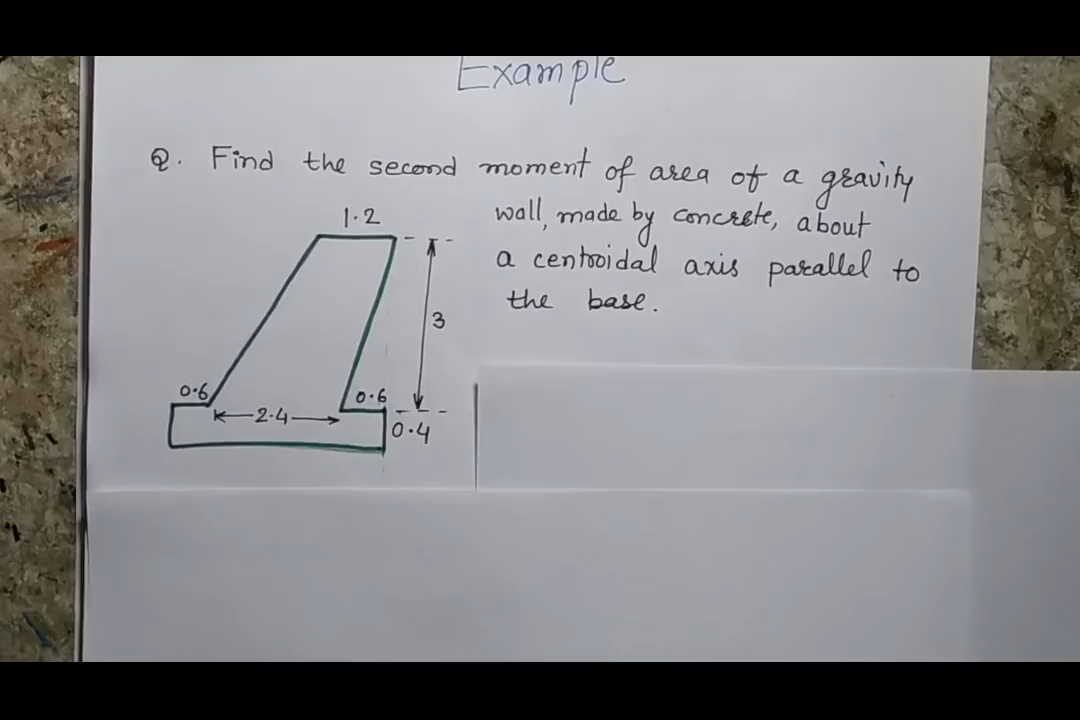 Example
Q. Find the second moment of area of a gravity
wall, made by concrete, about
a centroidal axis parallel to
the base.
1.2
3
0.6
0.6
2.4
0.4